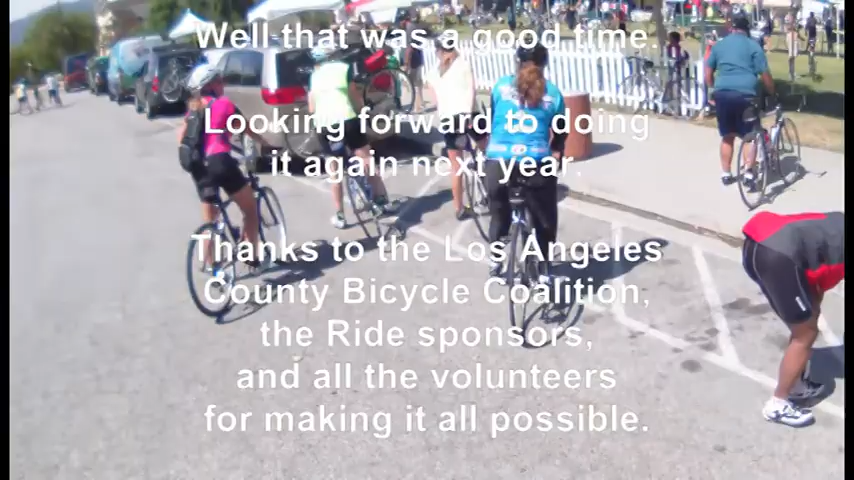 Well that was a good time.
Looking forward to doing
it again next year.
Thanks to the Los Angeles
County Bicycle Coalition,
the Ride sponsors,
and all the volunteers
for making it all possible.